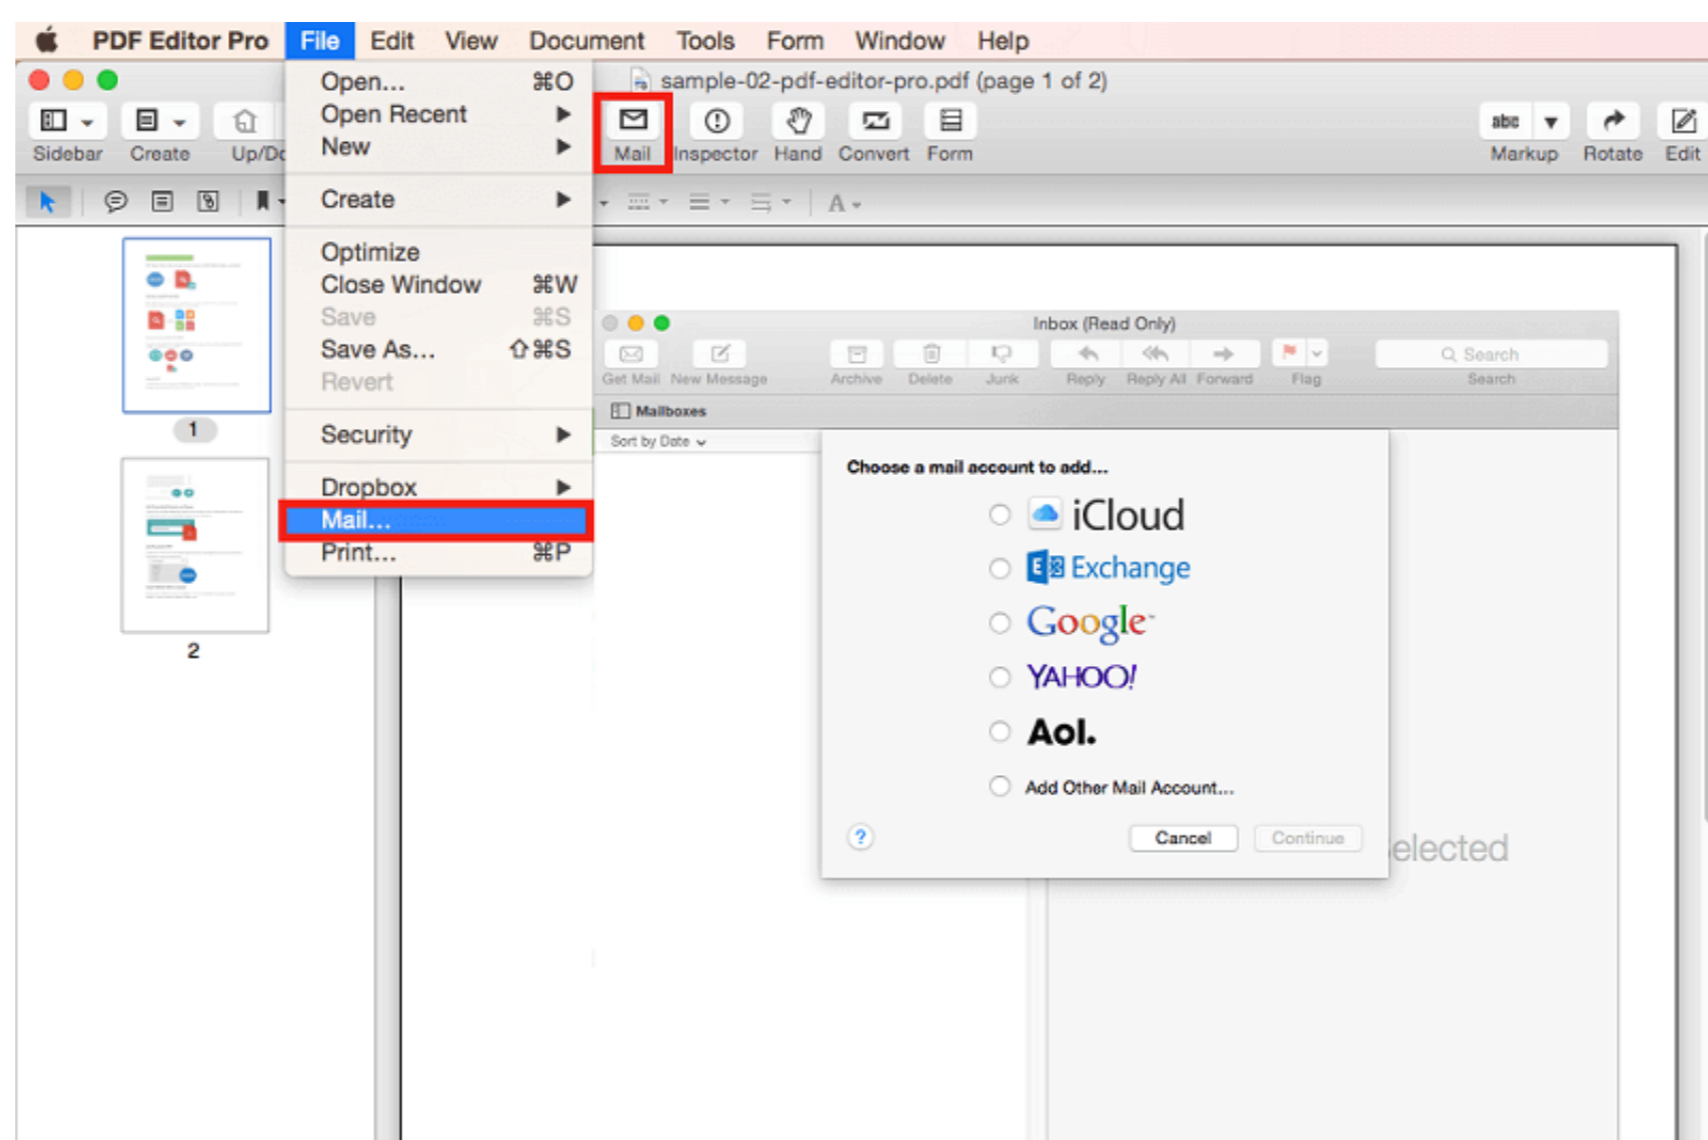 PDF Editor Pro File Edit View Document Tools Form Window Help
sample-02-pdf-editor-pro.pdf (page 1 of 2)
Sidebar Create Up/Do Mail Inspector Hand Convert Form Markup Rotate Edit
abc
A
Open... ⌘O
Open Recent ▶
New ▶
Create ▶
Optimize
Close Window ⌘W
Save ⌘S
Save As... ⇧⌘S
Revert
Security ▶
Dropbox ▶
Mail...
Print... ⌘P
1
2
Inbox (Read Only)
Search
Get Mail New Message Archive Delete Junk Reply Reply All Forward Flag Search
Mailboxes
Sort by Date
Choose a mail account to add...
iCloud
E Exchange
Google™
YAHOO!
Aol.
Add Other Mail Account...
? Cancel Continue
elected